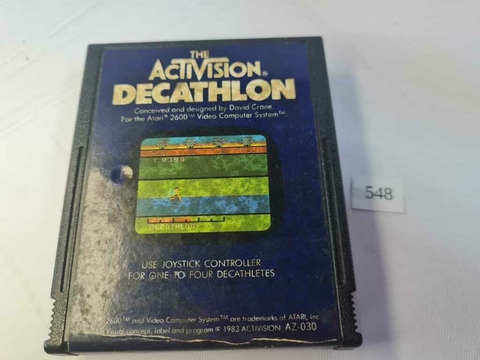 THE
ACTIVISION®
DECATHLON
Conceived and designed by David Crane.
For the Atari® 2600™ Video Computer System™.
DECATHLON
USE JOYSTICK CONTROLLER
FOR ONE TO FOUR DECATHLETES
2600™ and Video Computer System™ are trademarks of ATARI, Inc
Visual concept, label and program © 1983 ACTIVISION AZ-030
548